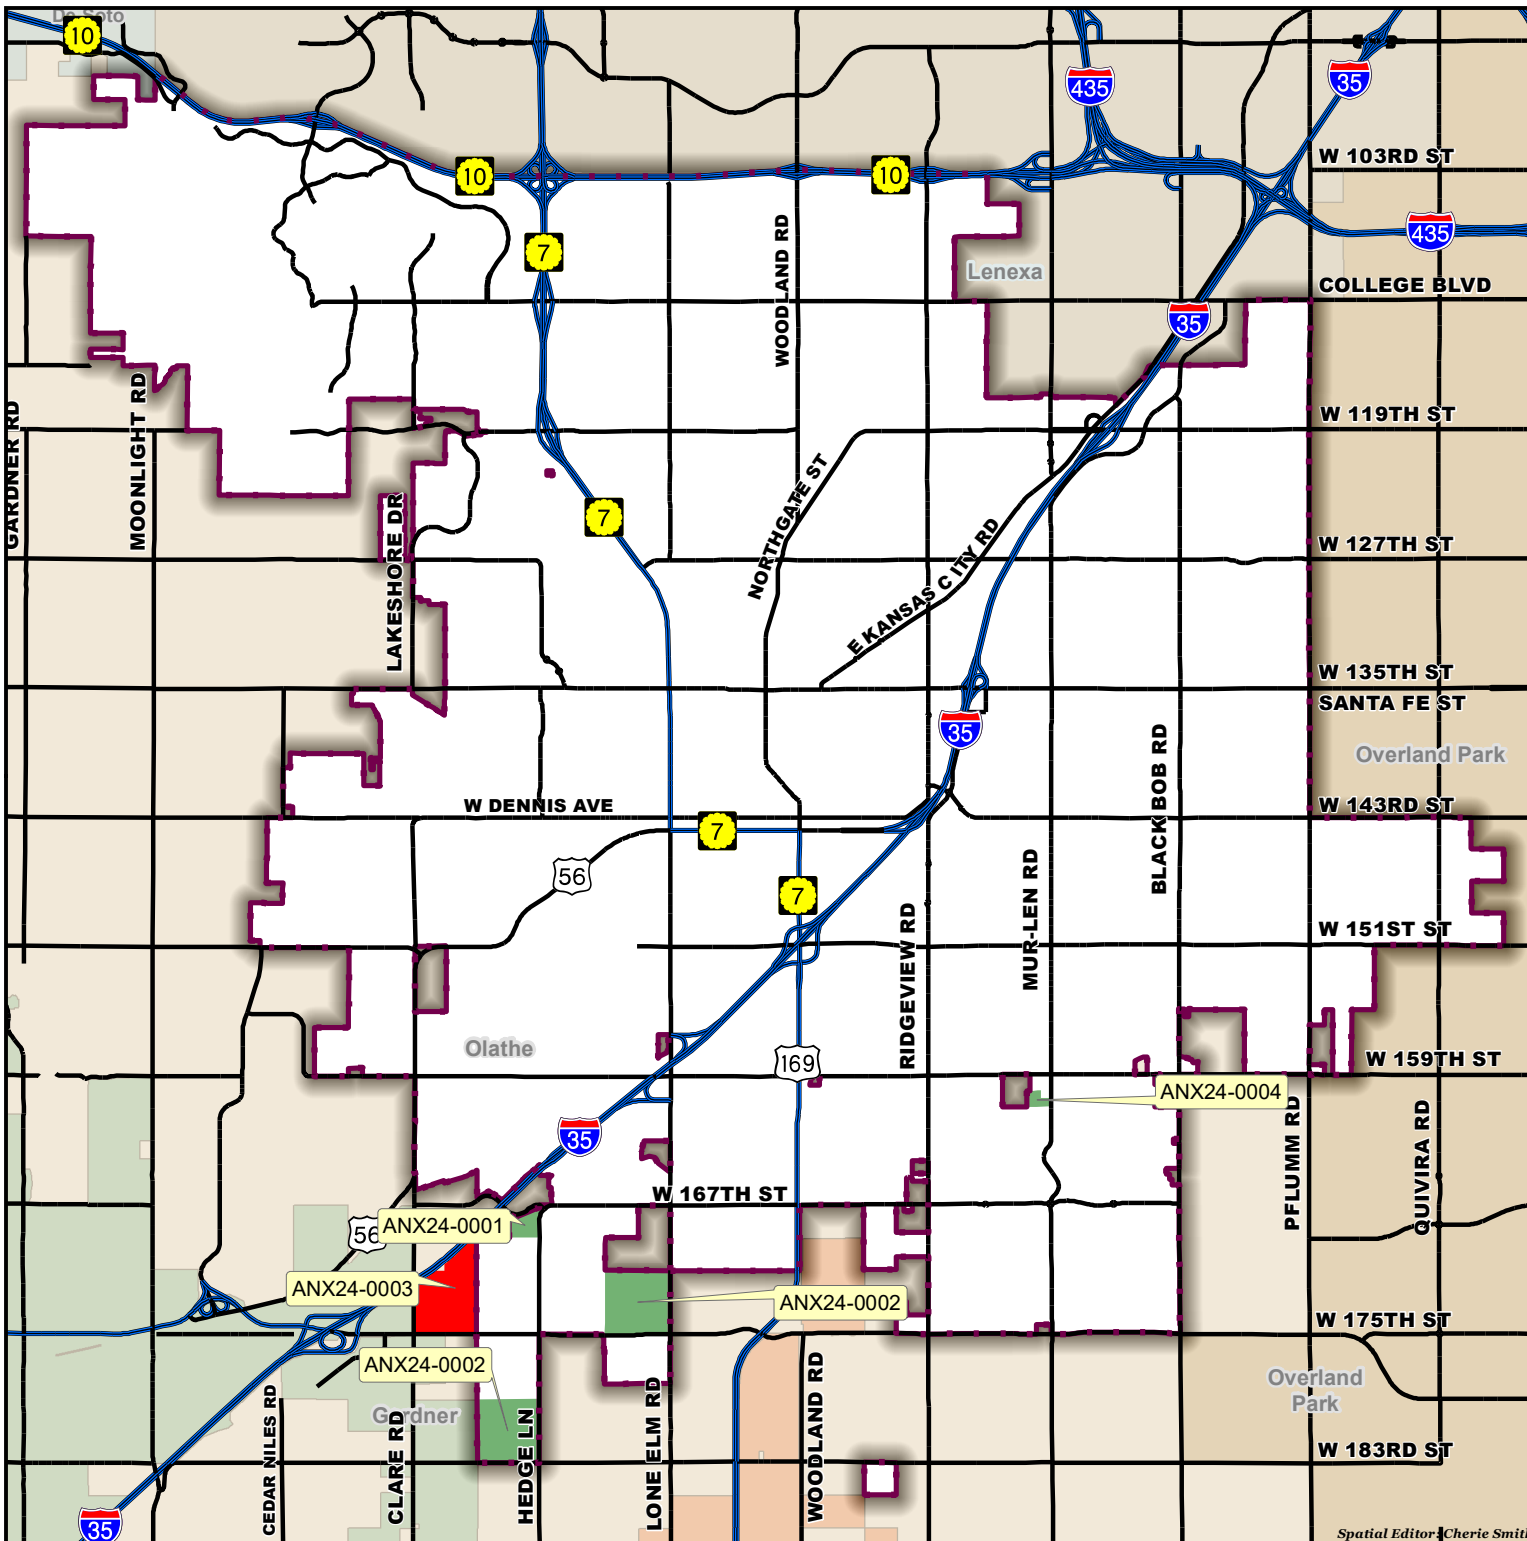 De Soto
10
435
35
W 103RD ST
10
10
435
7
WOODLAND RD
Lenexa
COLLEGE BLVD
35
GARDNER RD
MOONLIGHT RD
W 119TH ST
LAKESHORE DR
7
NORTHGATE ST
E KANSAS CITY RD
W 127TH ST
W 135TH ST
SANTA FE ST
35
BLACK BOB RD
Overland Park
W DENNIS AVE
W 143RD ST
7
56
7
MUR-LEN RD
RIDGEVIEW RD
W 151ST ST
Olathe
169
W 159TH ST
ANX24-0004
35
PFLUMM RD
QUIVIRA RD
W 167TH ST
56
ANX24-0001
ANX24-0003
ANX24-0002
W 175TH ST
ANX24-0002
Overland
Park
Gardner
CEDAR NILES RD
CLARE RD
HEDGE LN
LONE ELM RD
WOODLAND RD
W 183RD ST
35
Spatial Editor: Cherie Smith